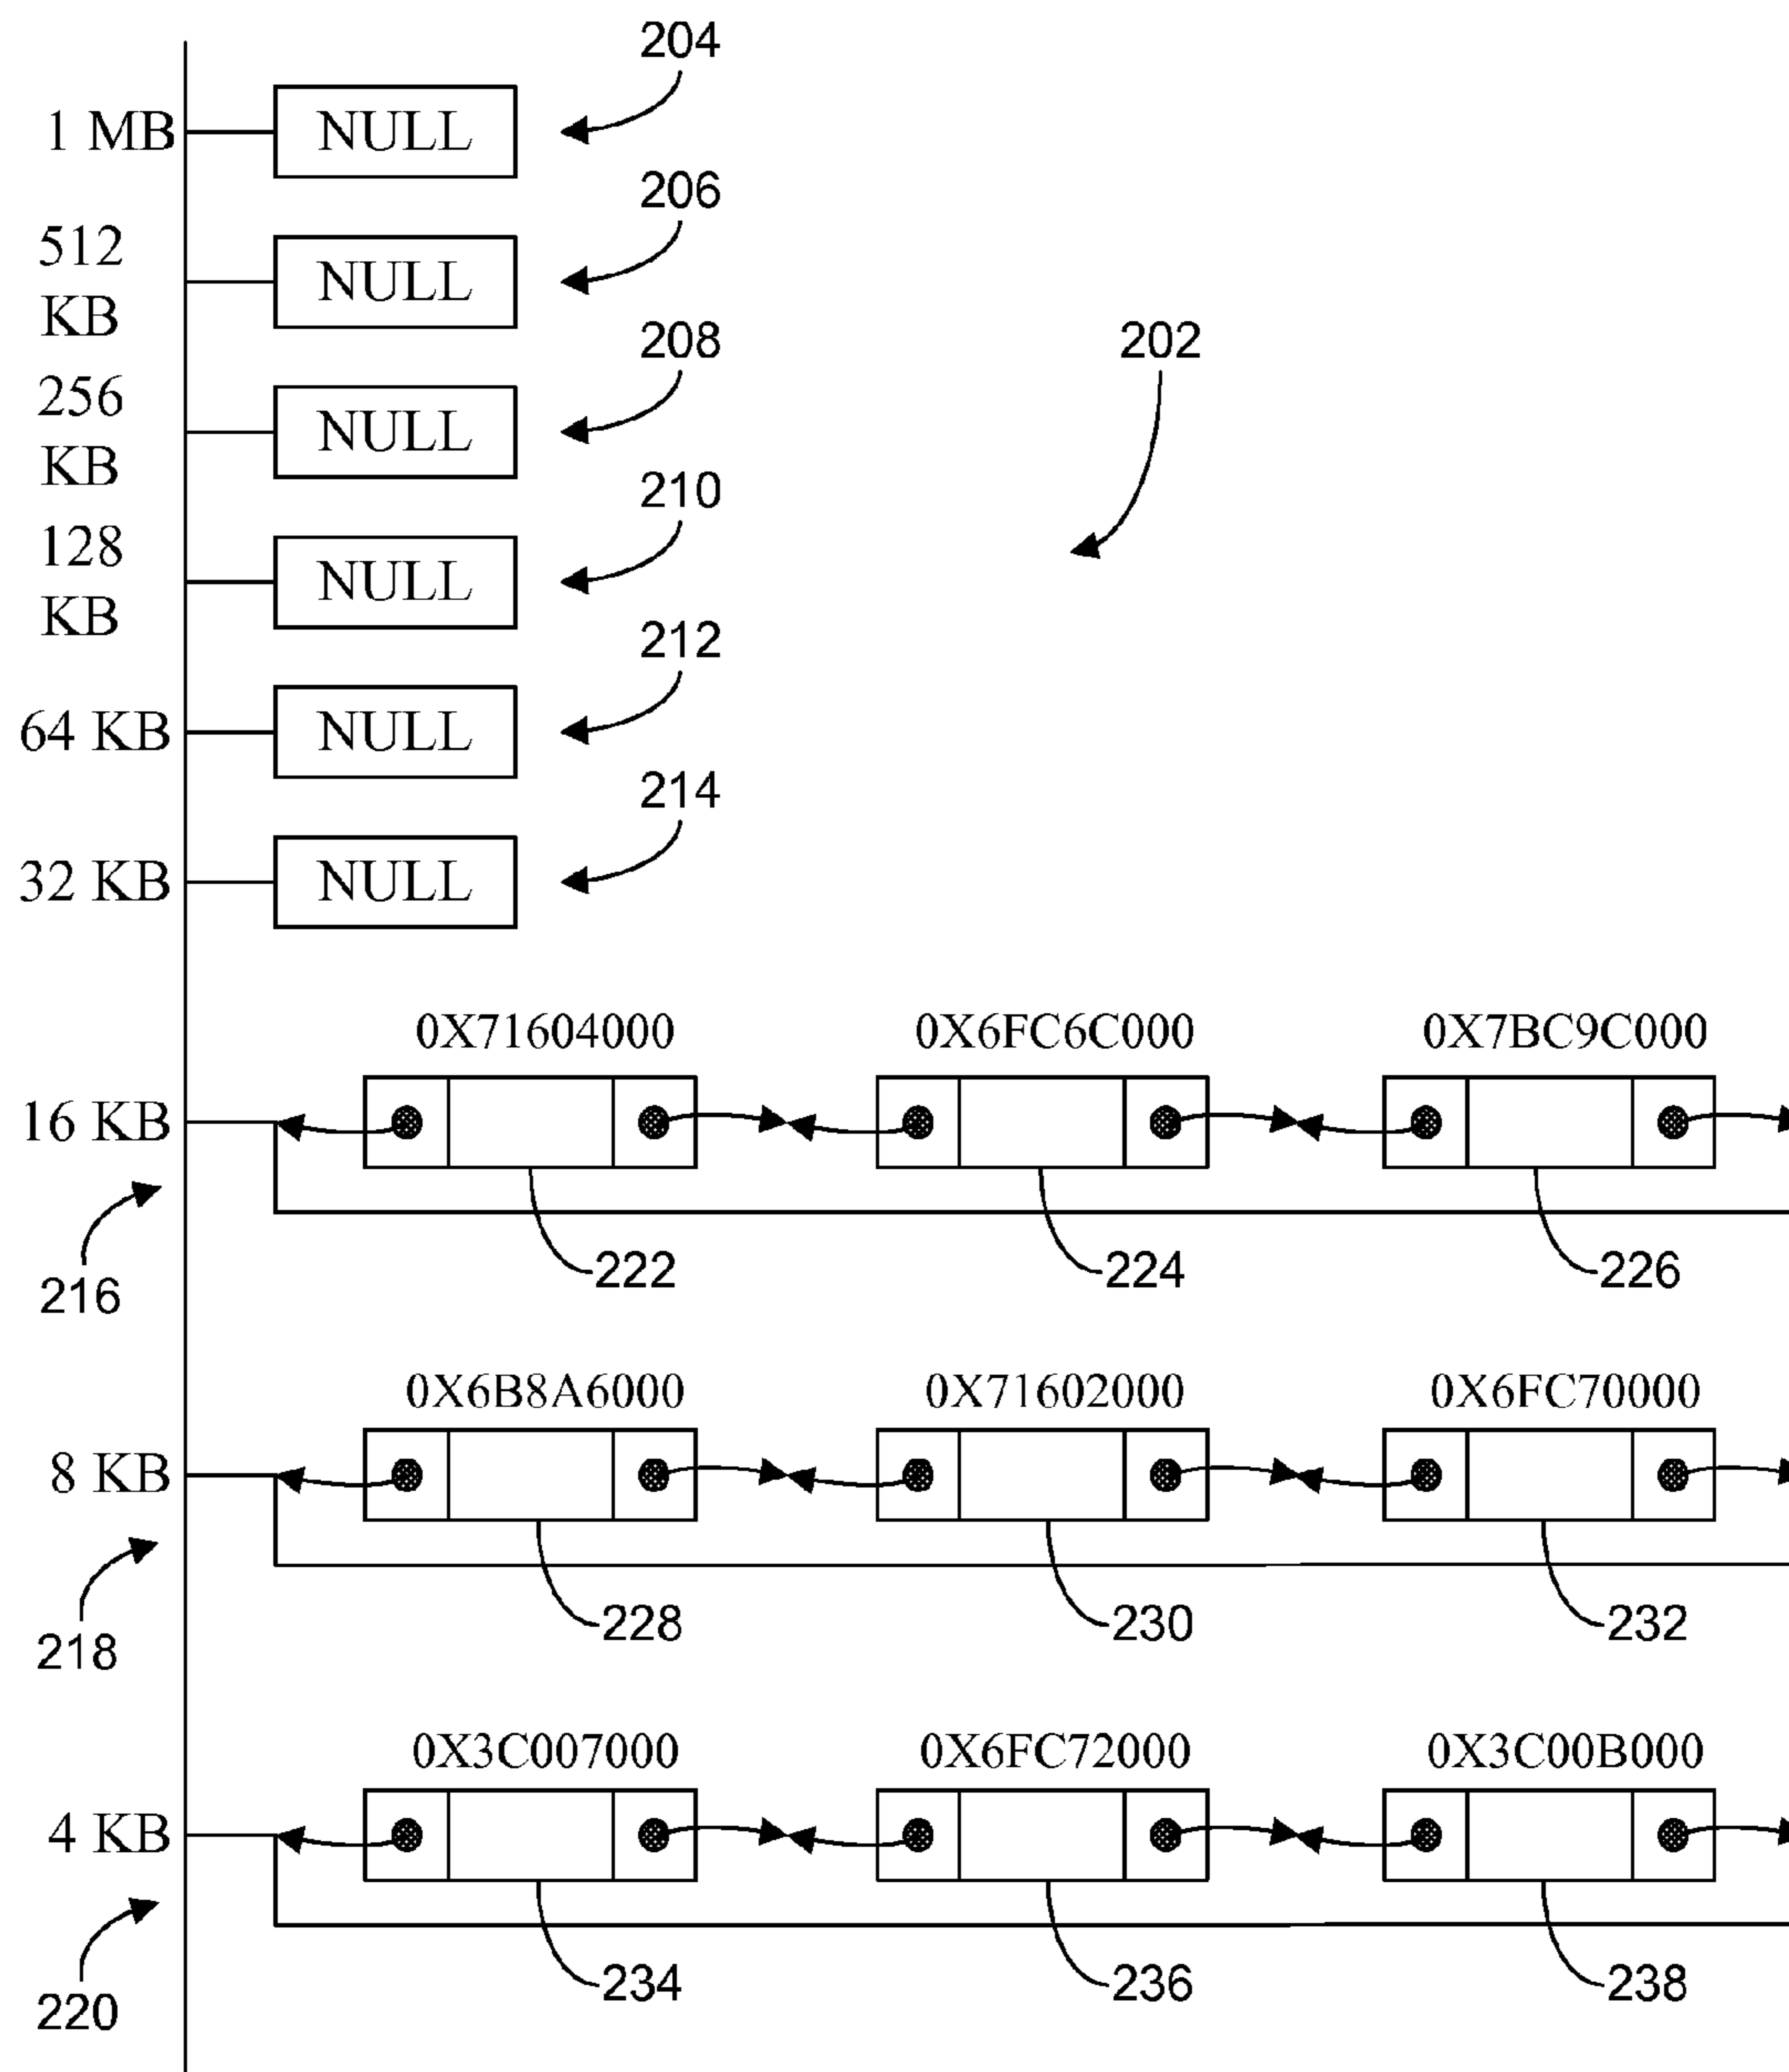 204
1 MB NULL
206
512
KB
NULL
208
202
256
KB
NULL
210
128
KB
NULL
212
64 KB NULL
214
32 KB NULL
0X71604000 0X6FC6C000 0X7BC9C000
16 KB
216
222 224 226
0X6B8A6000 0X71602000 0X6FC70000
8 KB
218
228 230 232
0X3C007000 0X6FC72000 0X3C00B000
4 KB
220
234 236 238